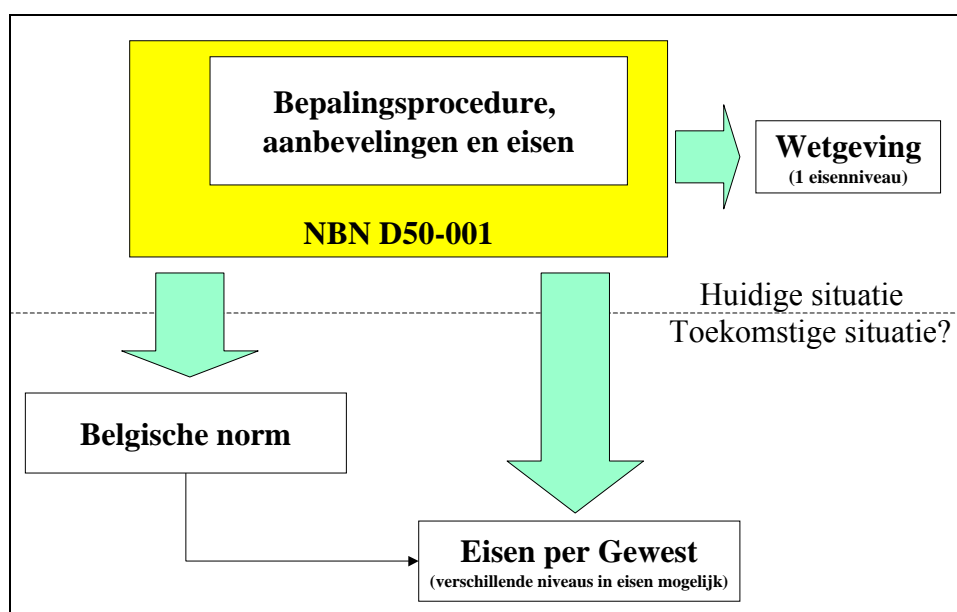 Bepalingsprocedure,
aanbevelingen en eisen
Wetgeving
(1 eisenniveau)
NBN D50-001
Huidige situatie
Toekomstige situatie?
Belgische norm
Eisen per Gewest
(verschillende niveaus in eisen mogelijk)